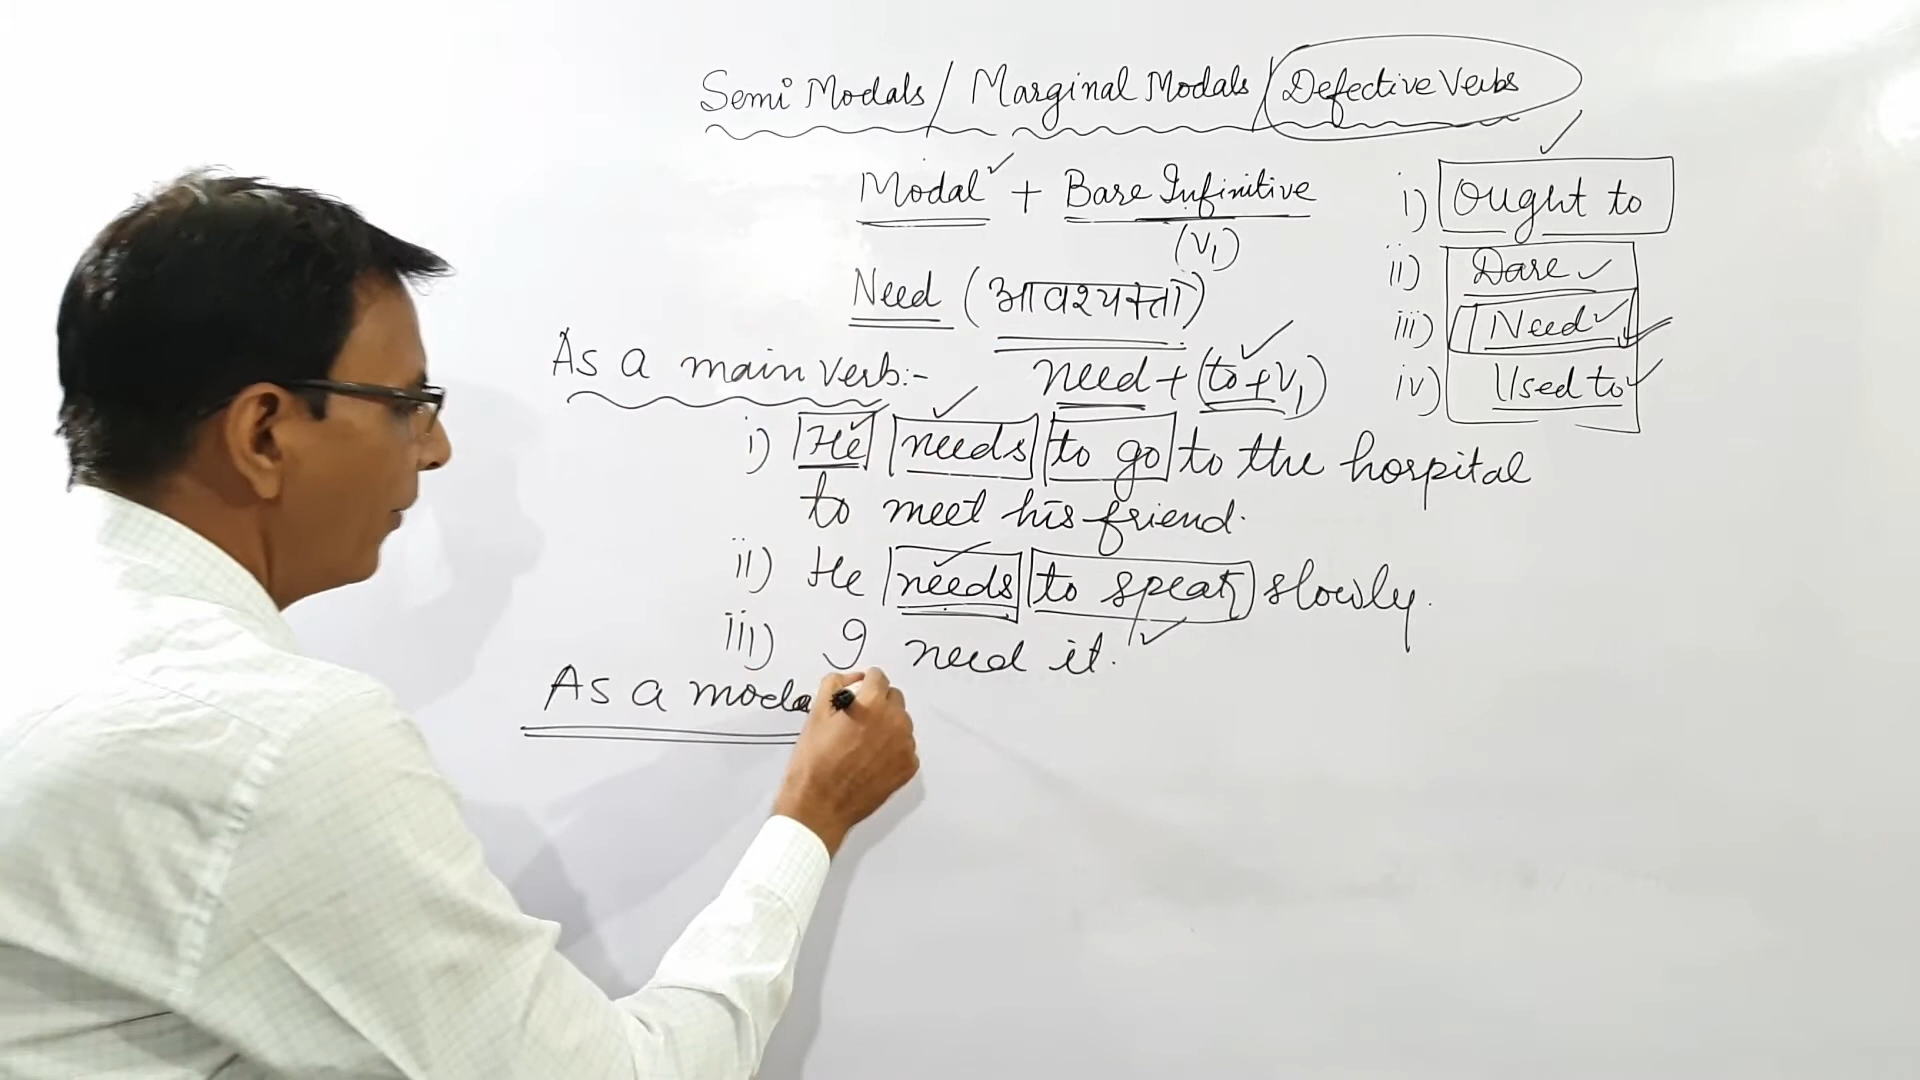 Semi Modals / Marginal Modals / Defective Verbs
Modal + Base Infinitive
(V1)
Need (आवश्यक्ता)
As a main verb:- need + (to + V1)
i) He needs to go to the hospital
to meet his friend.
ii) He needs to speak slowly.
iii) I need it.
As a moda
i) Ought to
ii) Dare
iii) Need
iv) Used to